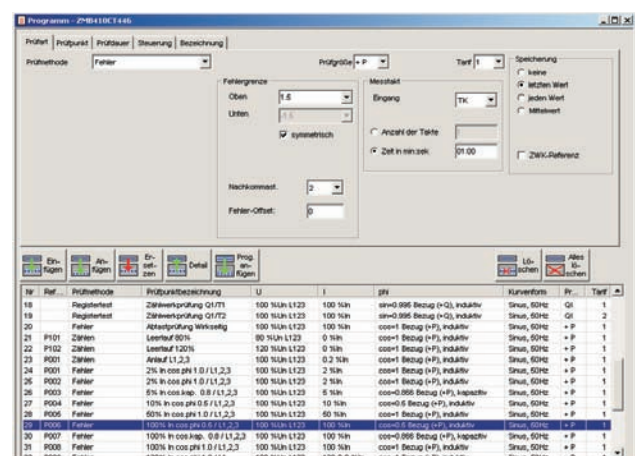 Programm - ZMB410CT446
Prüfart Prüfpunkt Prüfdauer Steuerung Bezeichnung
Prüfmethode Fehler Prüfgröße + P Tarif 1
Speicherung
keine
letzten Wert
jeden Wert
Mittelwert
ZWK-Referenz
Fehlergrenze
Oben 1.5
Unten
symmetrisch
Nachkommast. 2
Fehler-Offset: 0
Messtakt
Eingang TK
Anzahl der Takte
Zeit in min:sek 01:00
Ein-
fügen
An-
fügen
Er-
set-
zen
Detail
Prog.
an-
fügen
Lö-
schen
Alles
lö-
schen
Nr Ref... Prüfmethode Prüfpunktbezeichnung U I phi Kurvenform Pr... Tarif
18 Registertest Zählwerkprüfung Q1/T1 100 %Un L123 100 %In sin=0.995 Bezug (+Q), induktiv Sinus, 50Hz QI 1
19 Registertest Zählwerkprüfung Q1/T2 100 %Un L123 100 %In sin=0.995 Bezug (+Q), induktiv Sinus, 50Hz QI 2
20 Fehler Abtastprüfung Wirkseitig 100 %Un L123 100 %In cos=1 Bezug (+P), induktiv Sinus, 50Hz + P 1
21 P101 Zählen Leerlauf 80% 80 %Un L123 0 %In cos=1 Bezug (+P), induktiv Sinus, 50Hz + P 1
22 P102 Zählen Leerlauf 120% 120 %Un L123 0 %In cos=1 Bezug (+P), induktiv Sinus, 50Hz + P 1
23 P001 Zählen Anlauf L1,2,3 100 %Un L123 0.2 %In cos=1 Bezug (+P), induktiv Sinus, 50Hz + P 1
24 P001 Fehler 2% In cos phi 1.0 / L1,2,3 100 %Un L123 2 %In cos=1 Bezug (+P), induktiv Sinus, 50Hz + P 1
25 P002 Fehler 2% In cos phi 1.0 / L1,2,3 100 %Un L123 2 %In cos=1 Bezug (+P), induktiv Sinus, 50Hz + P 1
26 P003 Fehler 5% In cos.kap. 0.8 / L1,2,3 100 %Un L123 5 %In cos=0.866 Bezug (+P), kapazitiv Sinus, 50Hz + P 1
27 P004 Fehler 10% In cos phi 0.5 / L1,2,3 100 %Un L123 10 %In cos=0.5 Bezug (+P), induktiv Sinus, 50Hz + P 1
28 P005 Fehler 50% In cos phi 1.0 / L1,2,3 100 %Un L123 50 %In cos=1 Bezug (+P), induktiv Sinus, 50Hz + P 1
29 P006 Fehler 100% In cos phi 0.5 / L1,2,3 100 %Un L123 100 %In cos=0.5 Bezug (+P), induktiv Sinus, 50Hz + P 1
30 P007 Fehler 100% In cos.kap. 0.8 / L1,2,3 100 %Un L123 100 %In cos=0.866 Bezug (+P), kapazitiv Sinus, 50Hz + P 1
31 P008 Fehler 100% In cos phi 1.0 / L1,2,3 100 %Un L123 100 %In cos=1 Bezug (+P), induktiv Sinus, 50Hz + P 1